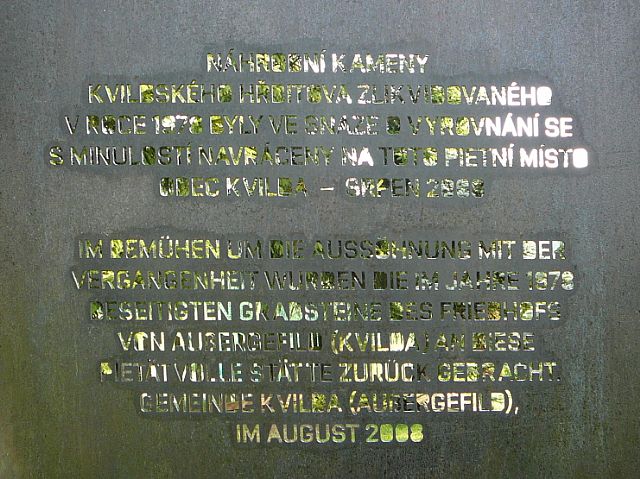 NÁHROBNÍ KAMENY
KVILDSKÉHO HŘBITOVA ZLIKVIDOVANÉHO
V ROCE 1978 BYLY VE SNAZE O VYROVNÁNÍ SE
S MINULOSTÍ NAVRÁCENY NA TOTO PIETNÍ MÍSTO
OBEC KVILDA – SRPEN 2008
IM BEMÜHEN UM DIE AUSSÖHNUNG MIT DER
VERGANGENHEIT WURDEN DIE IM JAHRE 1978
BESEITIGTEN GRABSTEINE DES FRIEDHOFS
VON AUßERGEFILD (KVILDA) AN DIESE
PIETÄTVOLLE STÄTTE ZURÜCK GEBRACHT.
GEMEINDE KVILDA (AUßERGEFILD),
IM AUGUST 2008